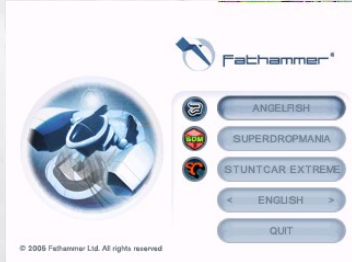 Fathammer®
ANGELFISH
SDM
SUPERDROPMANIA
STUNTCAR EXTREME
< ENGLISH >
QUIT
© 2005 Fathammer Ltd. All rights reserved